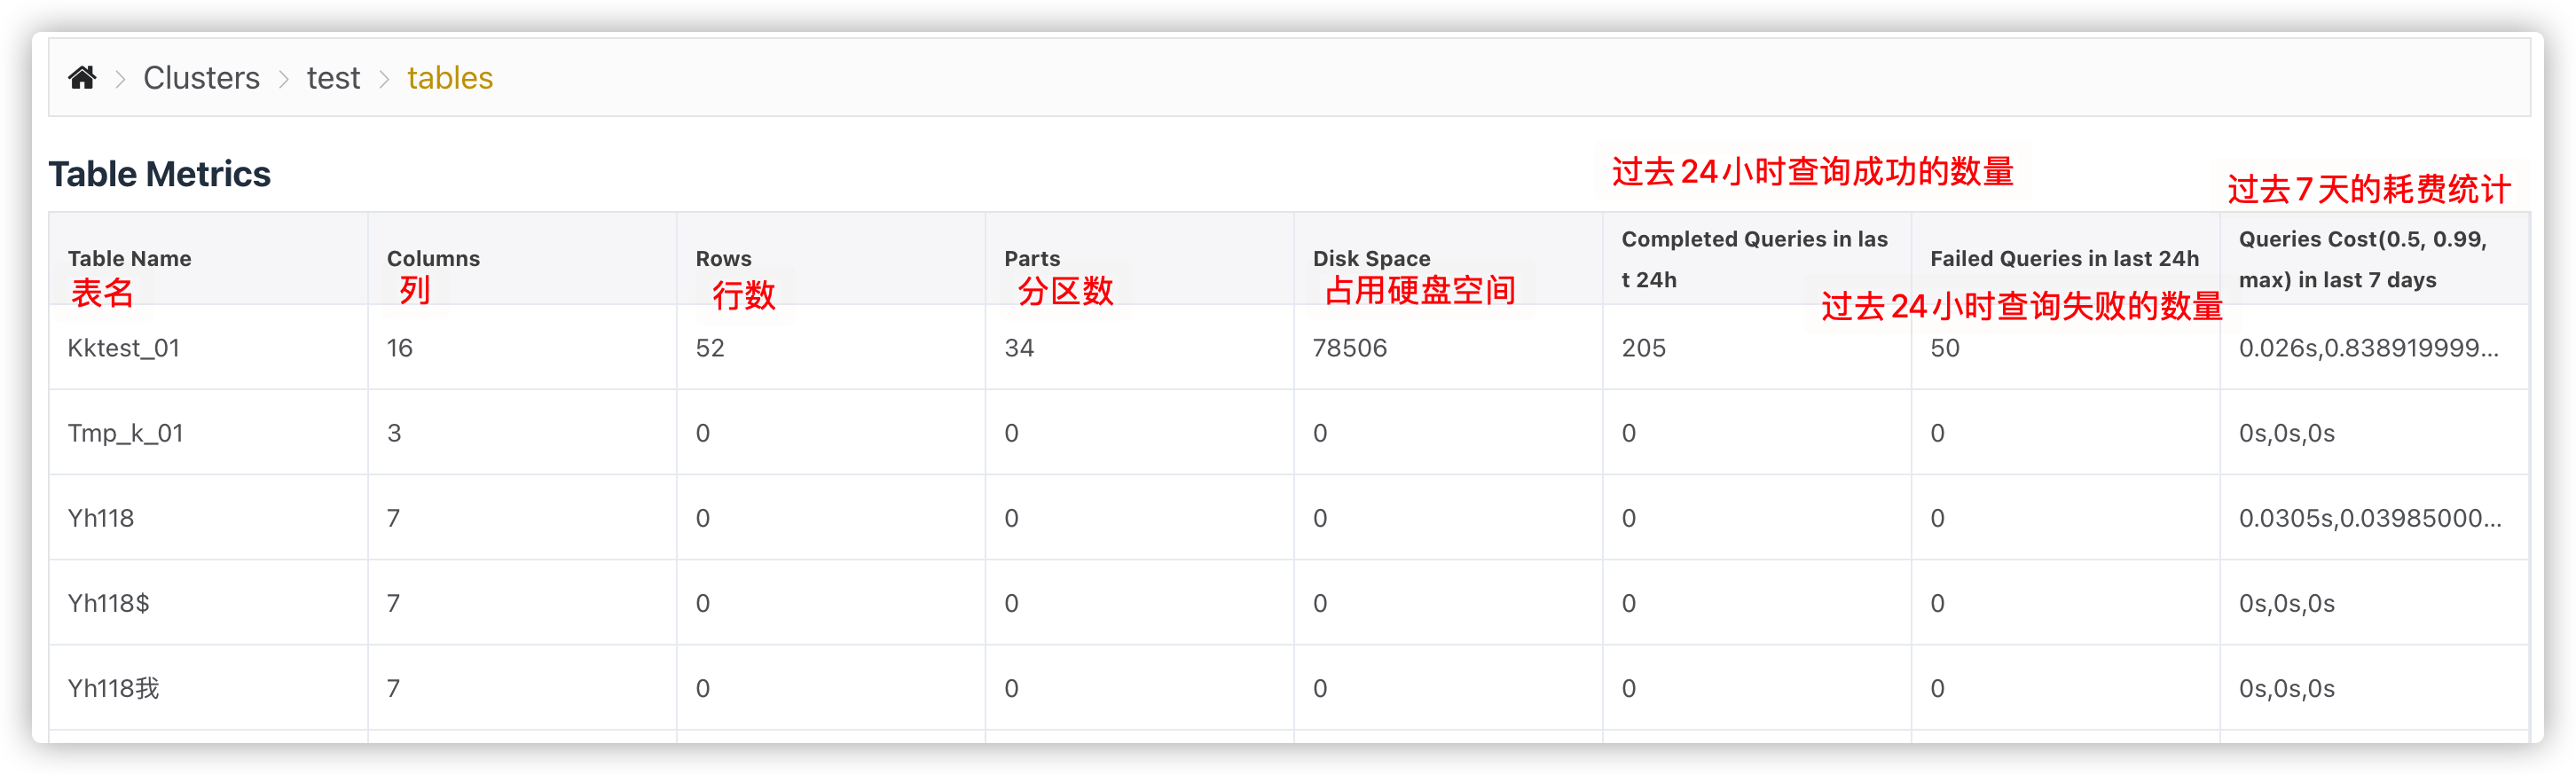 Clusters > test > tables
Table Metrics
过去24小时查询成功的数量
过去7天的耗费统计
Table Name Columns Rows Parts Disk Space Completed Queries in las t 24h Failed Queries in last 24h Queries Cost(0.5, 0.99, max) in last 7 days
表名 列 行数 分区数 占用硬盘空间 过去24小时查询失败的数量
Kktest_01 16 52 34 78506 205 50 0.026s,0.838919999...
Tmp_k_01 3 0 0 0 0 0 0s,0s,0s
Yh118 7 0 0 0 0 0 0.0305s,0.03985000...
Yh118$ 7 0 0 0 0 0 0s,0s,0s
Yh118我 7 0 0 0 0 0 0s,0s,0s